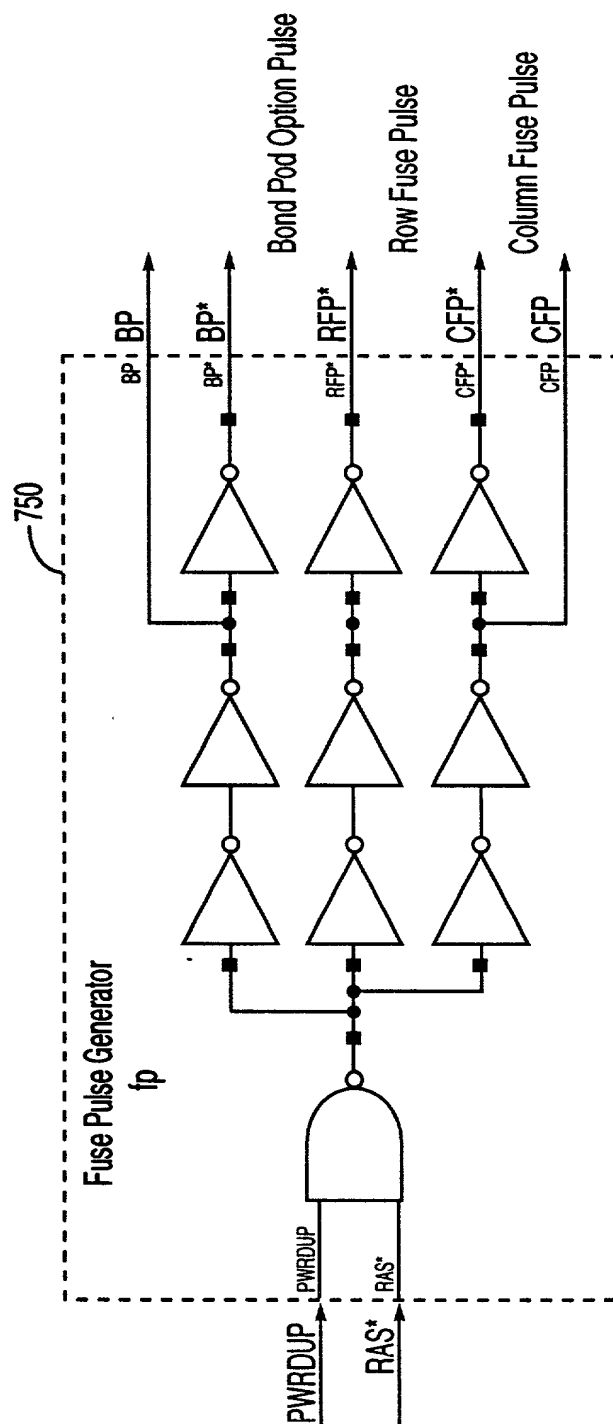 750
Fuse Pulse Generator
fp
PWRDUP
PWRDUP
RAS*
RAS*
BP
BP
BP*
BP*
Bond Pod Option Pulse
RFP*
RFP*
Row Fuse Pulse
CFP*
CFP*
Column Fuse Pulse
CFP
CFP